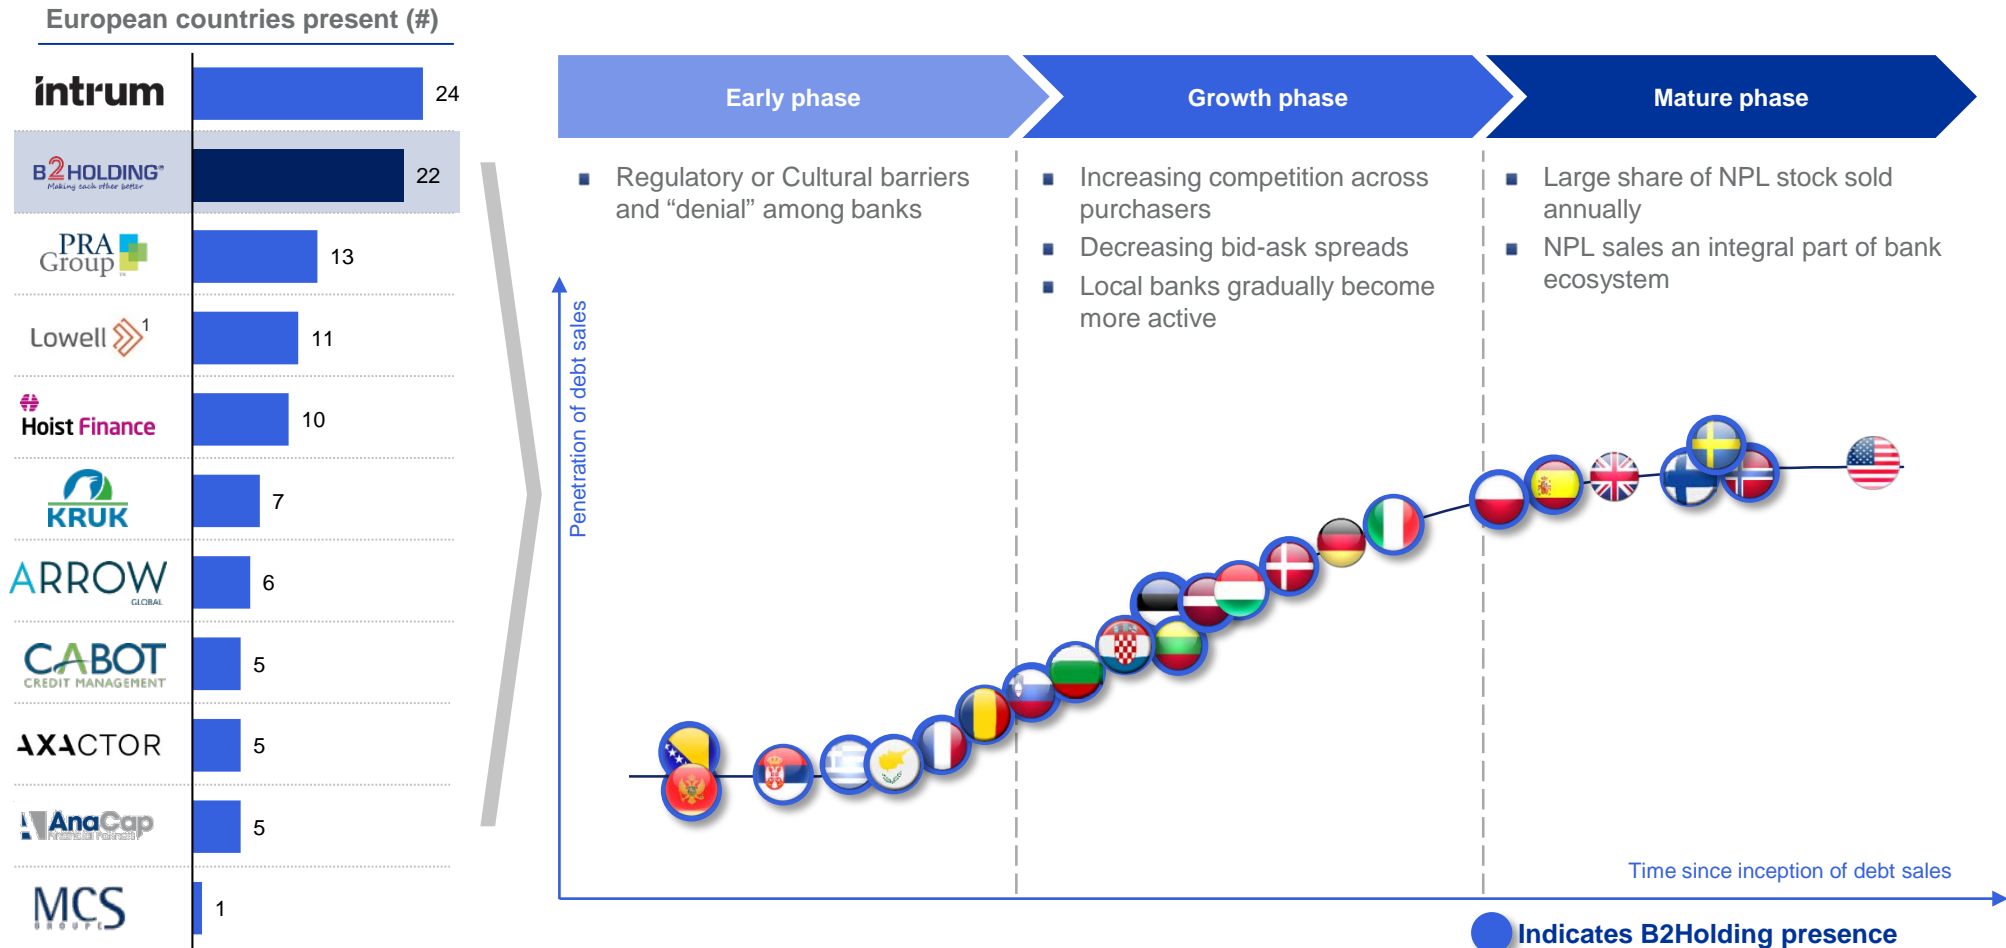 European countries present (#)
intrum
24
B2HOLDING
Making each other better
22
PRA
Group
13
Lowell 1
11
10
Hoist Finance
KRUK
7
ARROW
GLOBAL
6
CABOT
CREDIT MANAGEMENT
5
AXACTOR
5
AnaCap
5
MCS
GROUPE
1
Early phase
Growth phase
Mature phase
▪ Regulatory or Cultural barriers
and “denial” among banks
▪ Increasing competition across
purchasers
▪ Decreasing bid-ask spreads
▪ Local banks gradually become
more active
▪ Large share of NPL stock sold
annually
▪ NPL sales an integral part of bank
ecosystem
Penetration of debt sales
Time since inception of debt sales
Indicates B2Holding presence